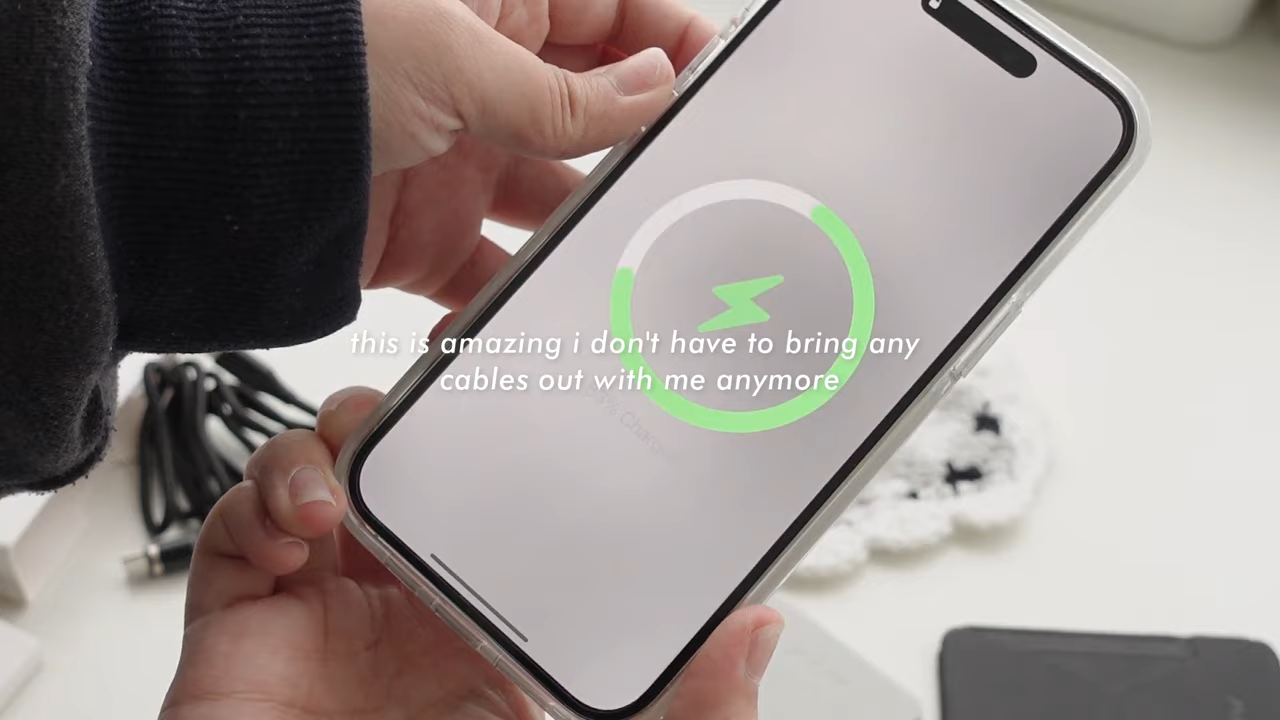 this is amazing i don't have to bring any
cables out with me anymore